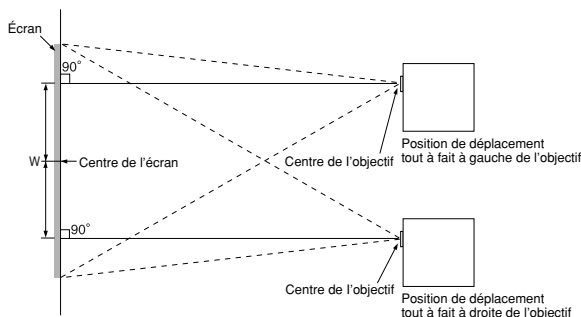 Écran
90°
W
Centre de l'écran
Centre de l'objectif
Position de déplacement
tout à fait à gauche de l'objectif
90°
Centre de l'objectif
Position de déplacement
tout à fait à droite de l'objectif